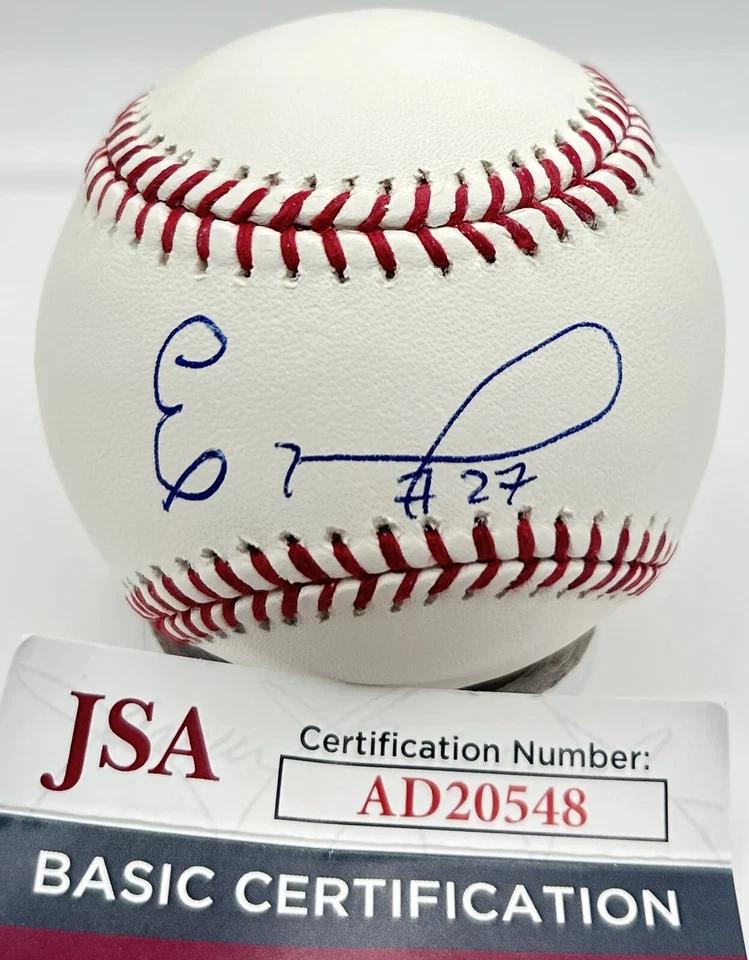 E
#27
JSA
Certification Number:
AD20548
BASIC CERTIFICATION